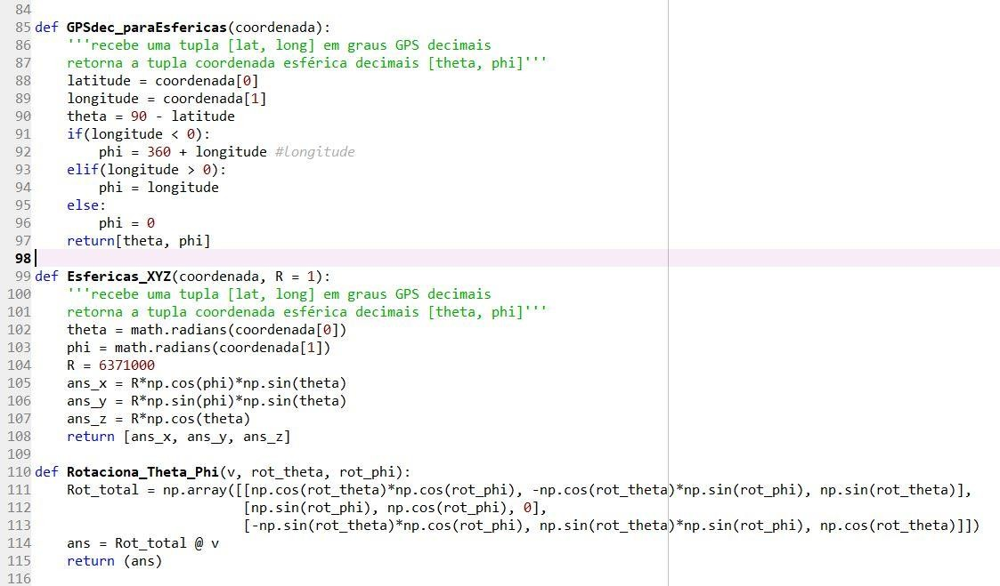 84
85 def GPSdec_paraEsfericas(coordenada):
86     '''recebe uma tupla [lat, long] em graus GPS decimais
87     retorna a tupla coordenada esférica decimais [theta, phi]'''
88     latitude = coordenada[0]
89     longitude = coordenada[1]
90     theta = 90 - latitude
91     if(longitude < 0):
92         phi = 360 + longitude #longitude
93     elif(longitude > 0):
94         phi = longitude
95     else:
96         phi = 0
97     return[theta, phi]
98
99 def Esfericas_XYZ(coordenada, R = 1):
100     '''recebe uma tupla [lat, long] em graus GPS decimais
101     retorna a tupla coordenada esférica decimais [theta, phi]'''
102     theta = math.radians(coordenada[0])
103     phi = math.radians(coordenada[1])
104     R = 6371000
105     ans_x = R*np.cos(phi)*np.sin(theta)
106     ans_y = R*np.sin(phi)*np.sin(theta)
107     ans_z = R*np.cos(theta)
108     return [ans_x, ans_y, ans_z]
109
110 def Rotaciona_Theta_Phi(v, rot_theta, rot_phi):
111     Rot_total = np.array([[np.cos(rot_theta)*np.cos(rot_phi), -np.cos(rot_theta)*np.sin(rot_phi), np.sin(rot_theta)],
112                           [np.sin(rot_phi), np.cos(rot_phi), 0],
113                           [-np.sin(rot_theta)*np.cos(rot_phi), np.sin(rot_theta)*np.sin(rot_phi), np.cos(rot_theta)]])
114     ans = Rot_total @ v
115     return (ans)
116